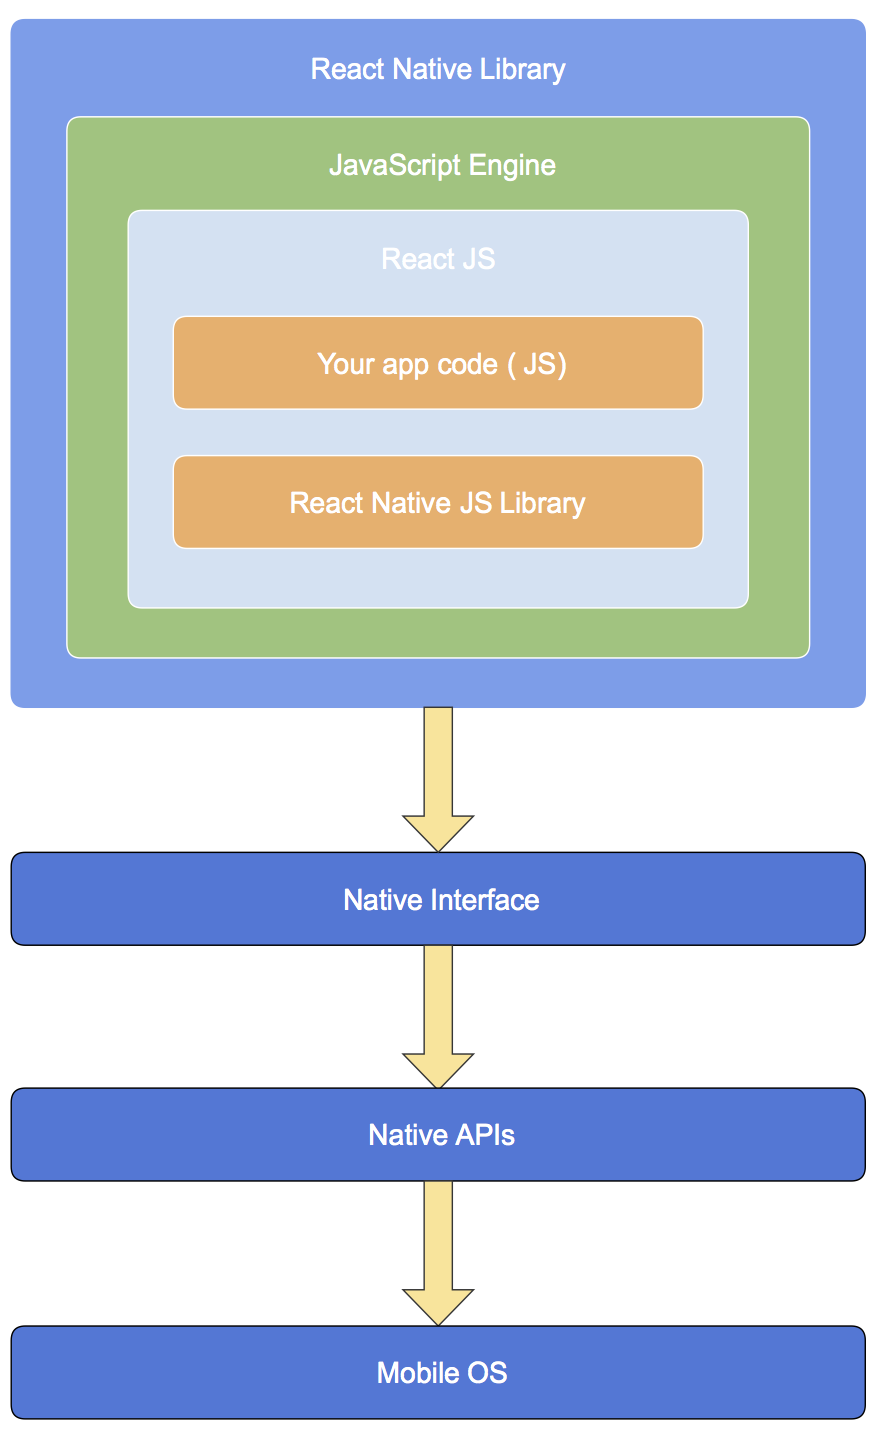 React Native Library
JavaScript Engine
React JS
Your app code ( JS)
React Native JS Library
Native Interface
Native APIs
Mobile OS